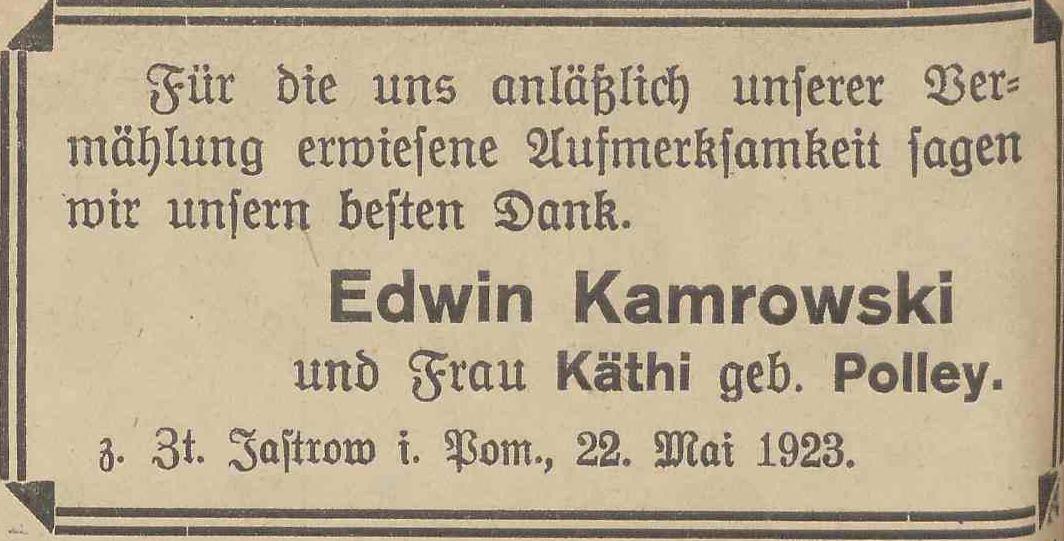 Für die uns anläßlich unserer Ver-
mählung erwiesene Aufmerksamkeit sagen
wir unsern besten Dank.
Edwin Kamrowski
und Frau Käthi geb. Polley.
z. Zt. Jastrow i. Pom., 22. Mai 1923.